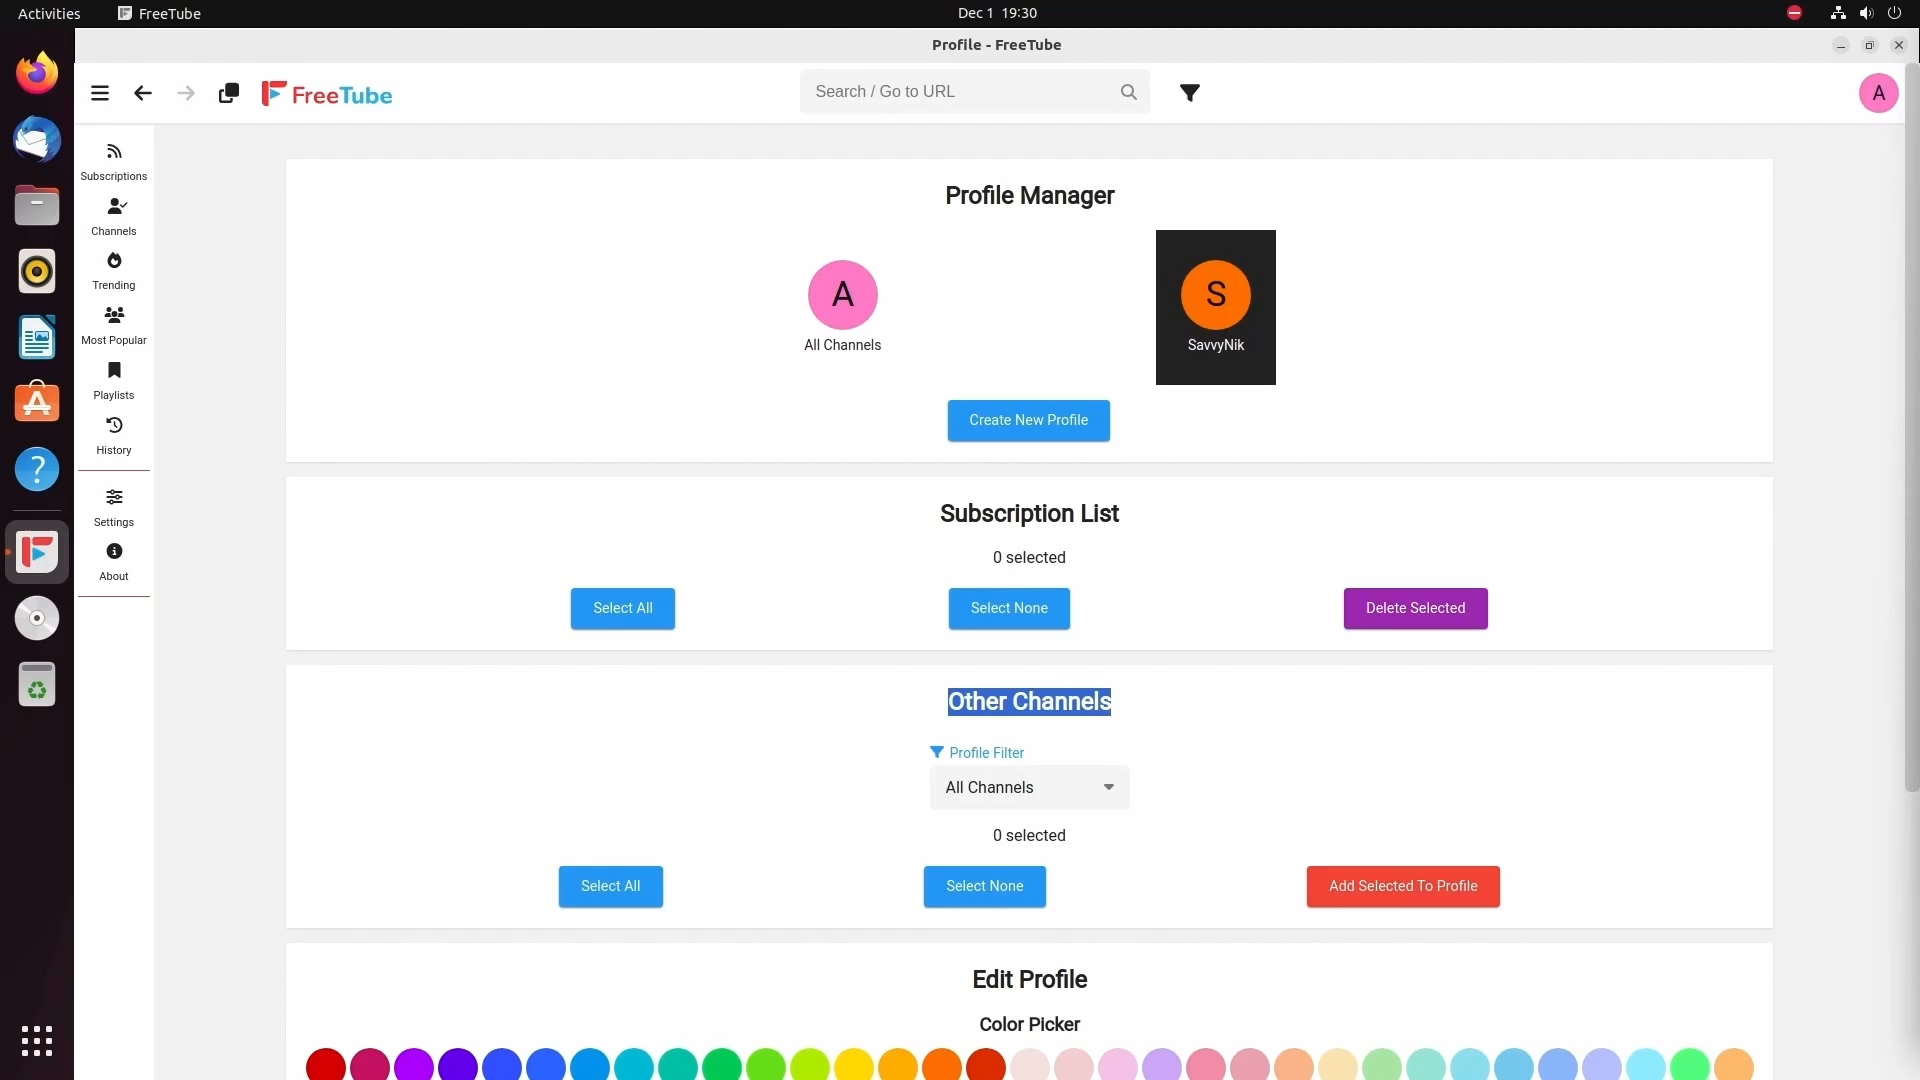 Activities
FreeTube
Dec 1 19:30
Profile - FreeTube
FreeTube
Search / Go to URL
A
Subscriptions
Channels
Trending
Most Popular
Playlists
History
Settings
About
Profile Manager
A
All Channels
S
SavvyNik
Create New Profile
Subscription List
0 selected
Select All
Select None
Delete Selected
Other Channels
Profile Filter
All Channels
0 selected
Select All
Select None
Add Selected To Profile
Edit Profile
Color Picker